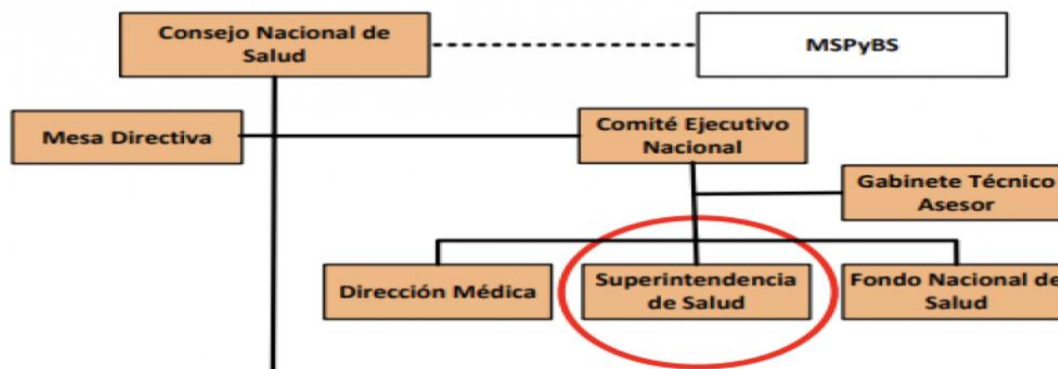 Consejo Nacional de
Salud
MSPyBS
Mesa Directiva
Comité Ejecutivo
Nacional
Gabinete Técnico
Asesor
Dirección Médica
Superintendencia
de Salud
Fondo Nacional de
Salud